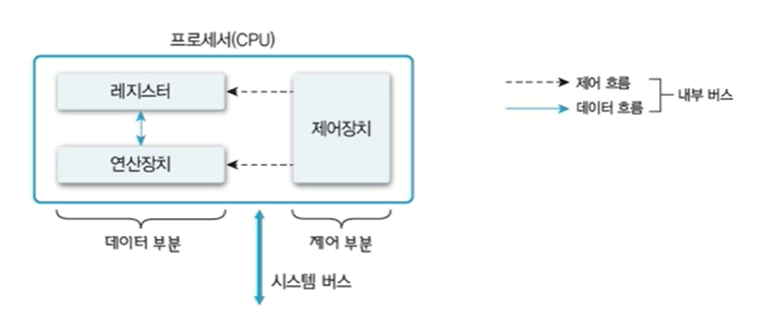 프로세서(CPU)
레지스터
연산장치
제어장치
제어 흐름
데이터 흐름
내부 버스
데이터 부분
제어 부분
시스템 버스